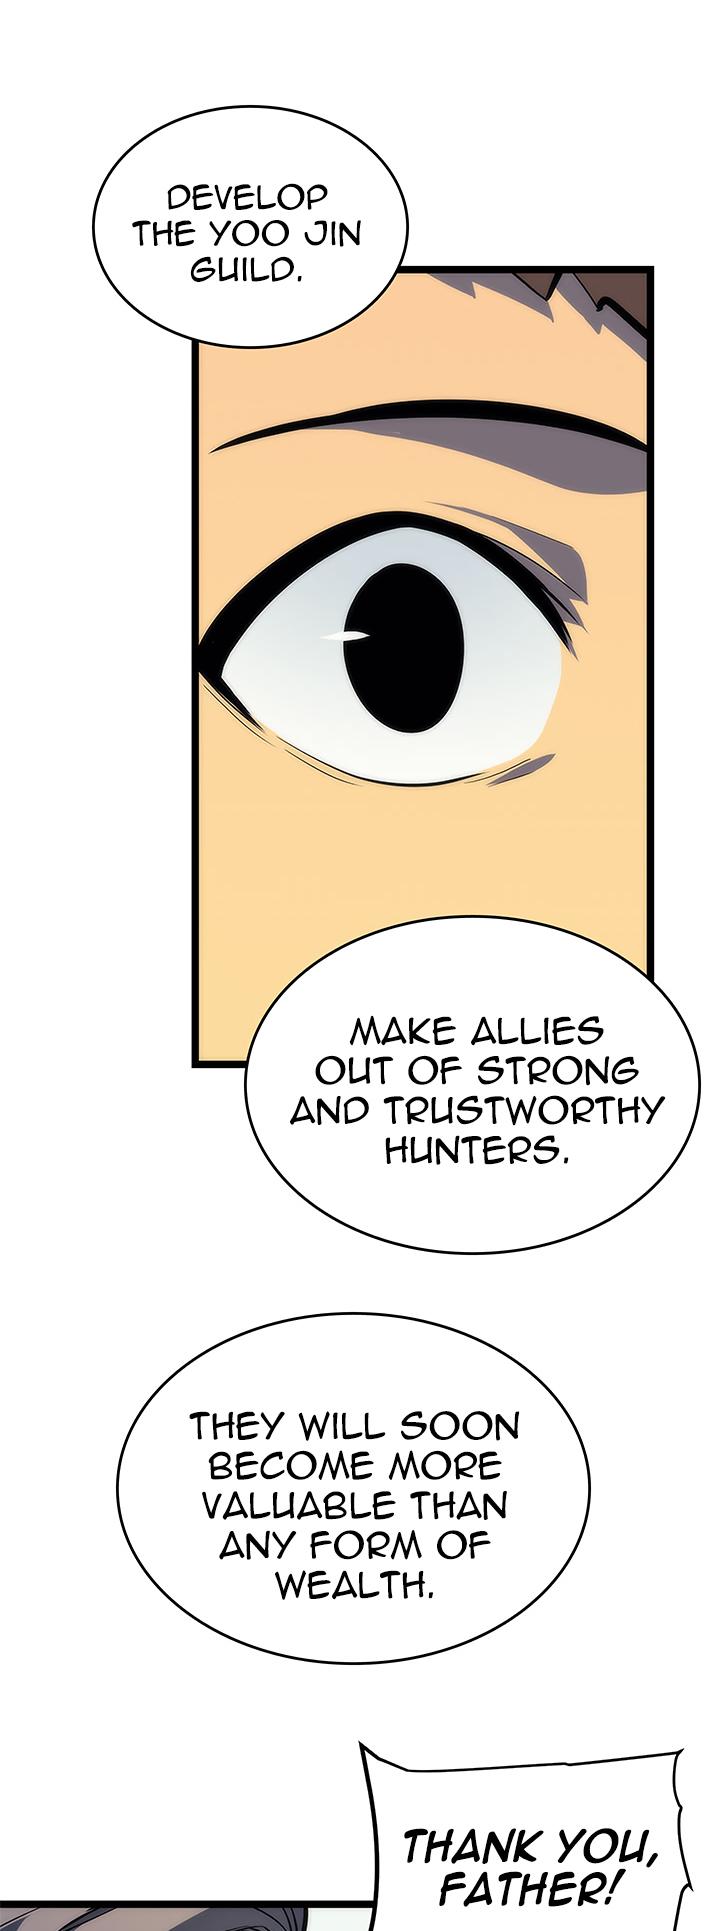 DEVELOP
THE YOO JIN
GUILD.
MAKE ALLIES
OUT OF STRONG
AND TRUSTWORTHY
HUNTERS.
THEY WILL SOON
BECOME MORE
VALUABLE THAN
ANY FORM OF
WEALTH.
THANK YOU,
FATHER!